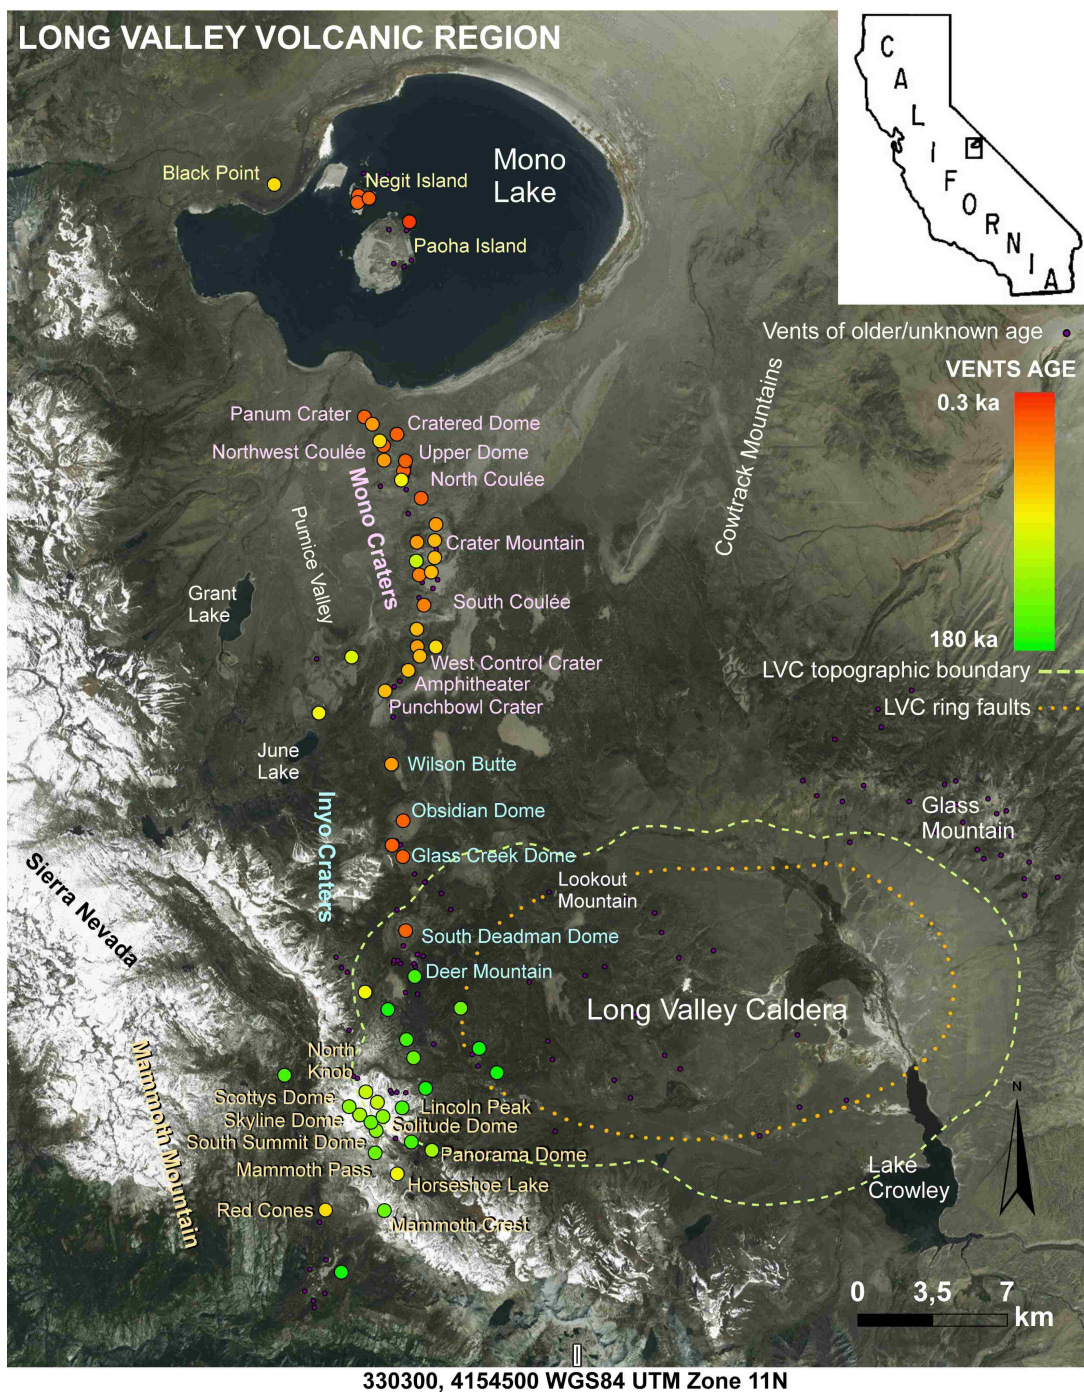 LONG VALLEY VOLCANIC REGION
CALIFORNIA
Mono
Lake
Black Point
Negit Island
Paoha Island
Vents of older/unknown age
VENTS AGE
0.3 ka
180 ka
LVC topographic boundary
LVC ring faults
Cowtrack Mountains
Panum Crater
Cratered Dome
Northwest Coulée
Upper Dome
North Coulée
Mono Craters
Pumice Valley
Crater Mountain
Grant
Lake
South Coulée
West Control Crater
Amphitheater
Punchbowl Crater
June
Lake
Wilson Butte
Inyo Craters
Obsidian Dome
Glass Creek Dome
Glass
Mountain
Sierra Nevada
Lookout
Mountain
South Deadman Dome
Deer Mountain
Long Valley Caldera
Mammoth Mountain
North
Knob
Scottys Dome
Lincoln Peak
Skyline Dome
Solitude Dome
South Summit Dome
Panorama Dome
Mammoth Pass
Horseshoe Lake
Red Cones
Mammoth Crest
Lake
Crowley
N
0 3,5 7
km
330300, 4154500 WGS84 UTM Zone 11N